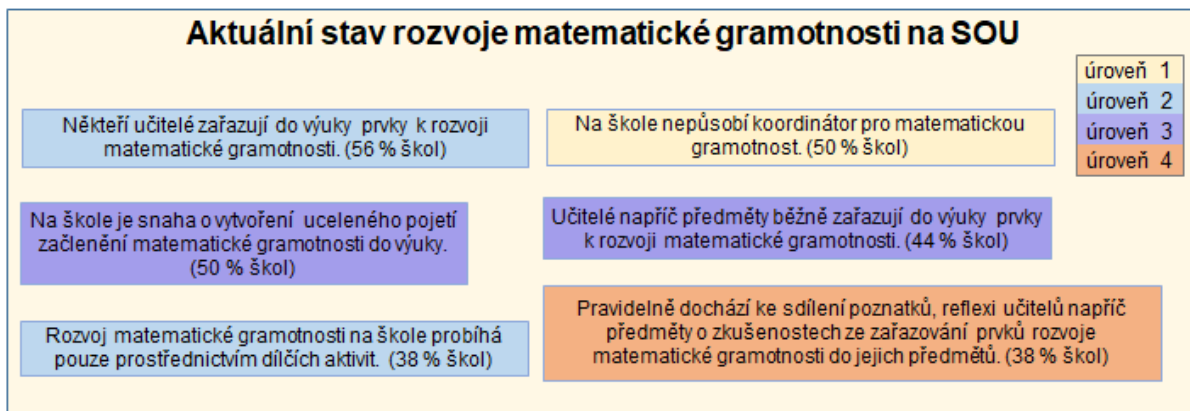 Aktuální stav rozvoje matematické gramotnosti na SOU
úroveň 1
úroveň 2
úroveň 3
úroveň 4
Někteří učitelé zařazují do výuky prvky k rozvoji
matematické gramotnosti. (56 % škol)
Na škole nepůsobí koordinátor pro matematickou
gramotnost. (50 % škol)
Na škole je snaha o vytvoření uceleného pojetí
začlenění matematické gramotnosti do výuky.
(50 % škol)
Učitelé napříč předměty běžně zařazují do výuky prvky
k rozvoji matematické gramotnosti. (44 % škol)
Rozvoj matematické gramotnosti na škole probíhá
pouze prostřednictvím dílčích aktivit. (38 % škol)
Pravidelně dochází ke sdílení poznatků, reflexi učitelů napříč
předměty o zkušenostech ze zařazování prvků rozvoje
matematické gramotnosti do jejich předmětů. (38 % škol)